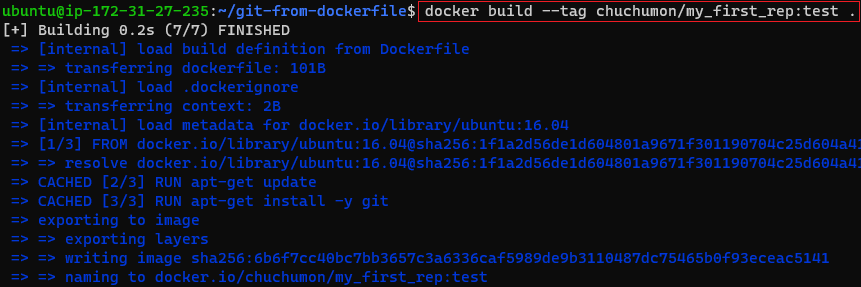 ubuntu@ip-172-31-27-235:~/git-from-dockerfile$ docker build --tag chuchumon/my_first_rep:test .
[+] Building 0.2s (7/7) FINISHED
=> [internal] load build definition from Dockerfile
=> => transferring dockerfile: 101B
=> [internal] load .dockerignore
=> => transferring context: 2B
=> [internal] load metadata for docker.io/library/ubuntu:16.04
=> [1/3] FROM docker.io/library/ubuntu:16.04@sha256:1f1a2d56de1d604801a9671f301190704c25d604a41
=> => resolve docker.io/library/ubuntu:16.04@sha256:1f1a2d56de1d604801a9671f301190704c25d604a41
=> CACHED [2/3] RUN apt-get update
=> CACHED [3/3] RUN apt-get install -y git
=> exporting to image
=> => exporting layers
=> => writing image sha256:6b6f7cc40bc7bb3657c3a6336caf5989de9b3110487dc75465b0f93eceac5141
=> => naming to docker.io/chuchumon/my_first_rep:test